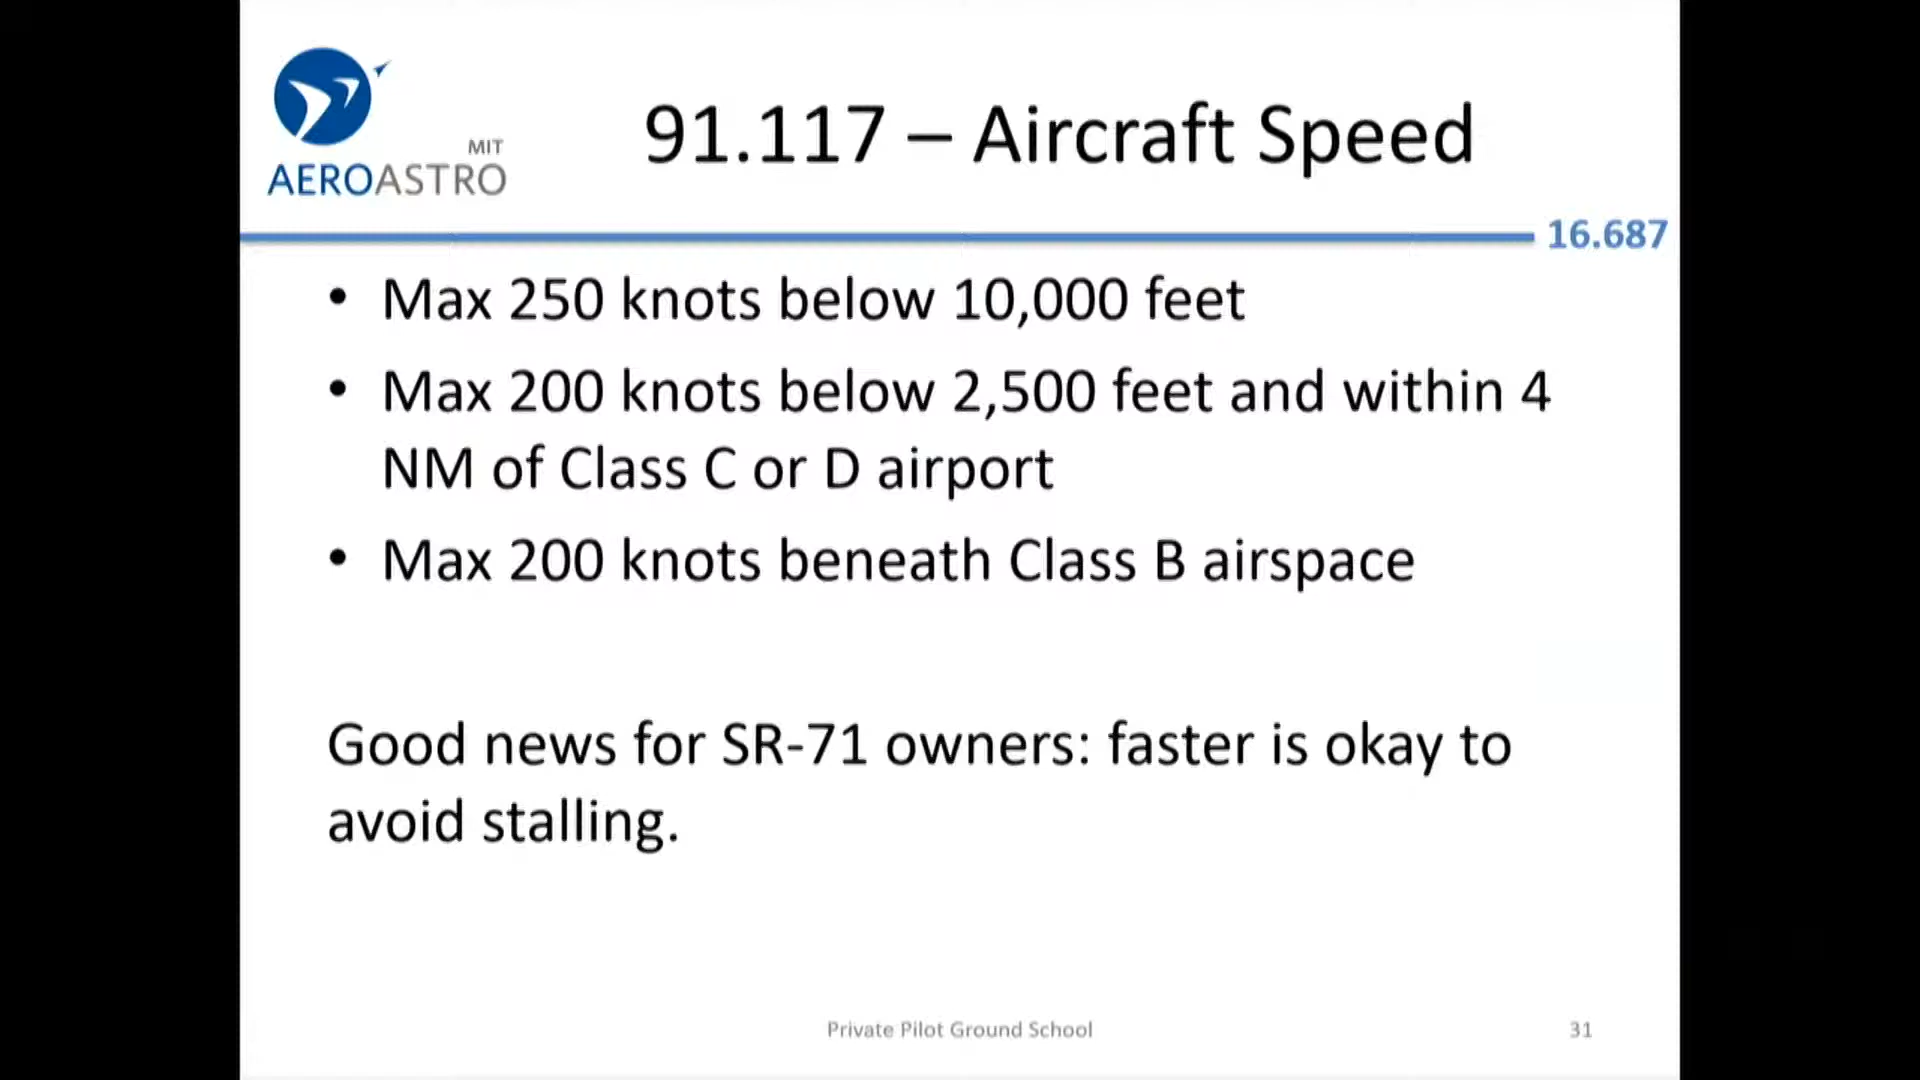 MIT
AEROASTRO
91.117 – Aircraft Speed
16.687
• Max 250 knots below 10,000 feet
• Max 200 knots below 2,500 feet and within 4
NM of Class C or D airport
• Max 200 knots beneath Class B airspace
Good news for SR-71 owners: faster is okay to
avoid stalling.
Private Pilot Ground School
31